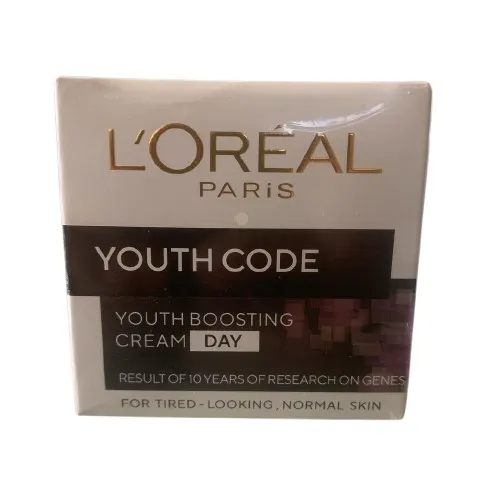 L'ORÉAL
PARiS
YOUTH CODE
YOUTH BOOSTING
CREAM DAY
RESULT OF 10 YEARS OF RESEARCH ON GENES
FOR TIRED - LOOKING, NORMAL SKIN